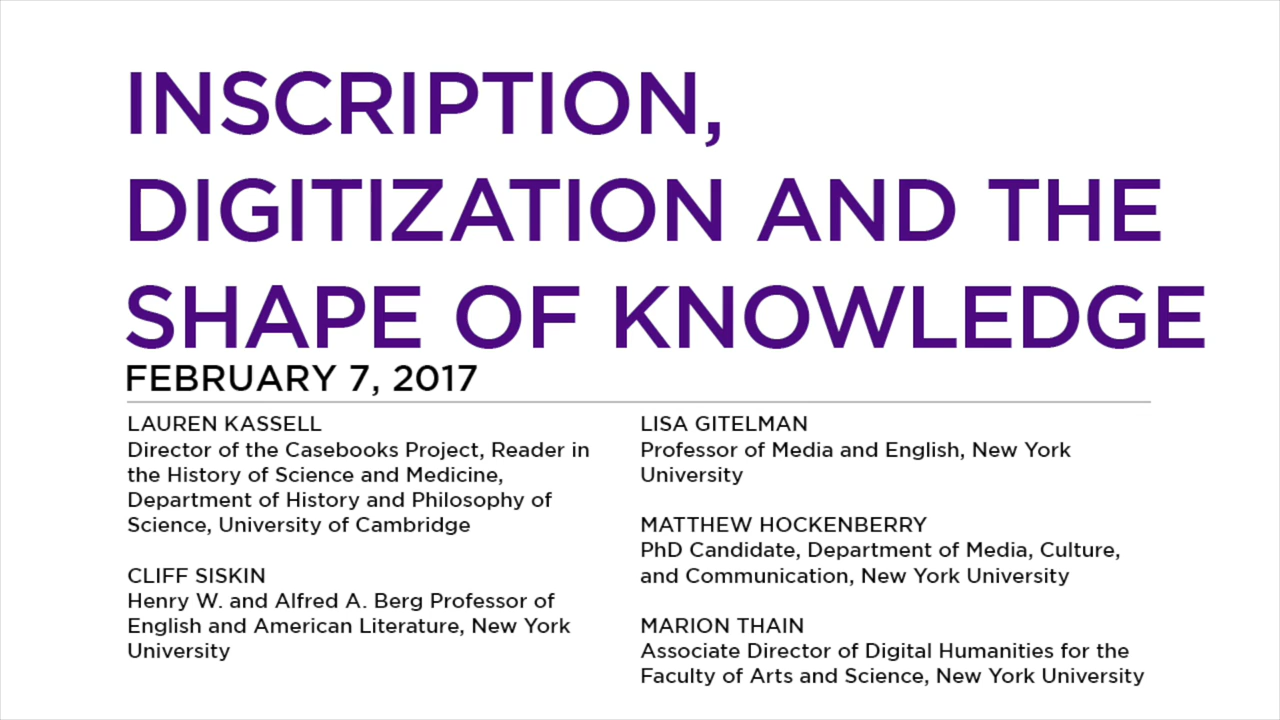 INSCRIPTION,
DIGITIZATION AND THE
SHAPE OF KNOWLEDGE
FEBRUARY 7, 2017
LAUREN KASSELL
Director of the Casebooks Project, Reader in
the History of Science and Medicine,
Department of History and Philosophy of
Science, University of Cambridge
CLIFF SISKIN
Henry W. and Alfred A. Berg Professor of
English and American Literature, New York
University
LISA GITELMAN
Professor of Media and English, New York
University
MATTHEW HOCKENBERRY
PhD Candidate, Department of Media, Culture,
and Communication, New York University
MARION THAIN
Associate Director of Digital Humanities for the
Faculty of Arts and Science, New York University